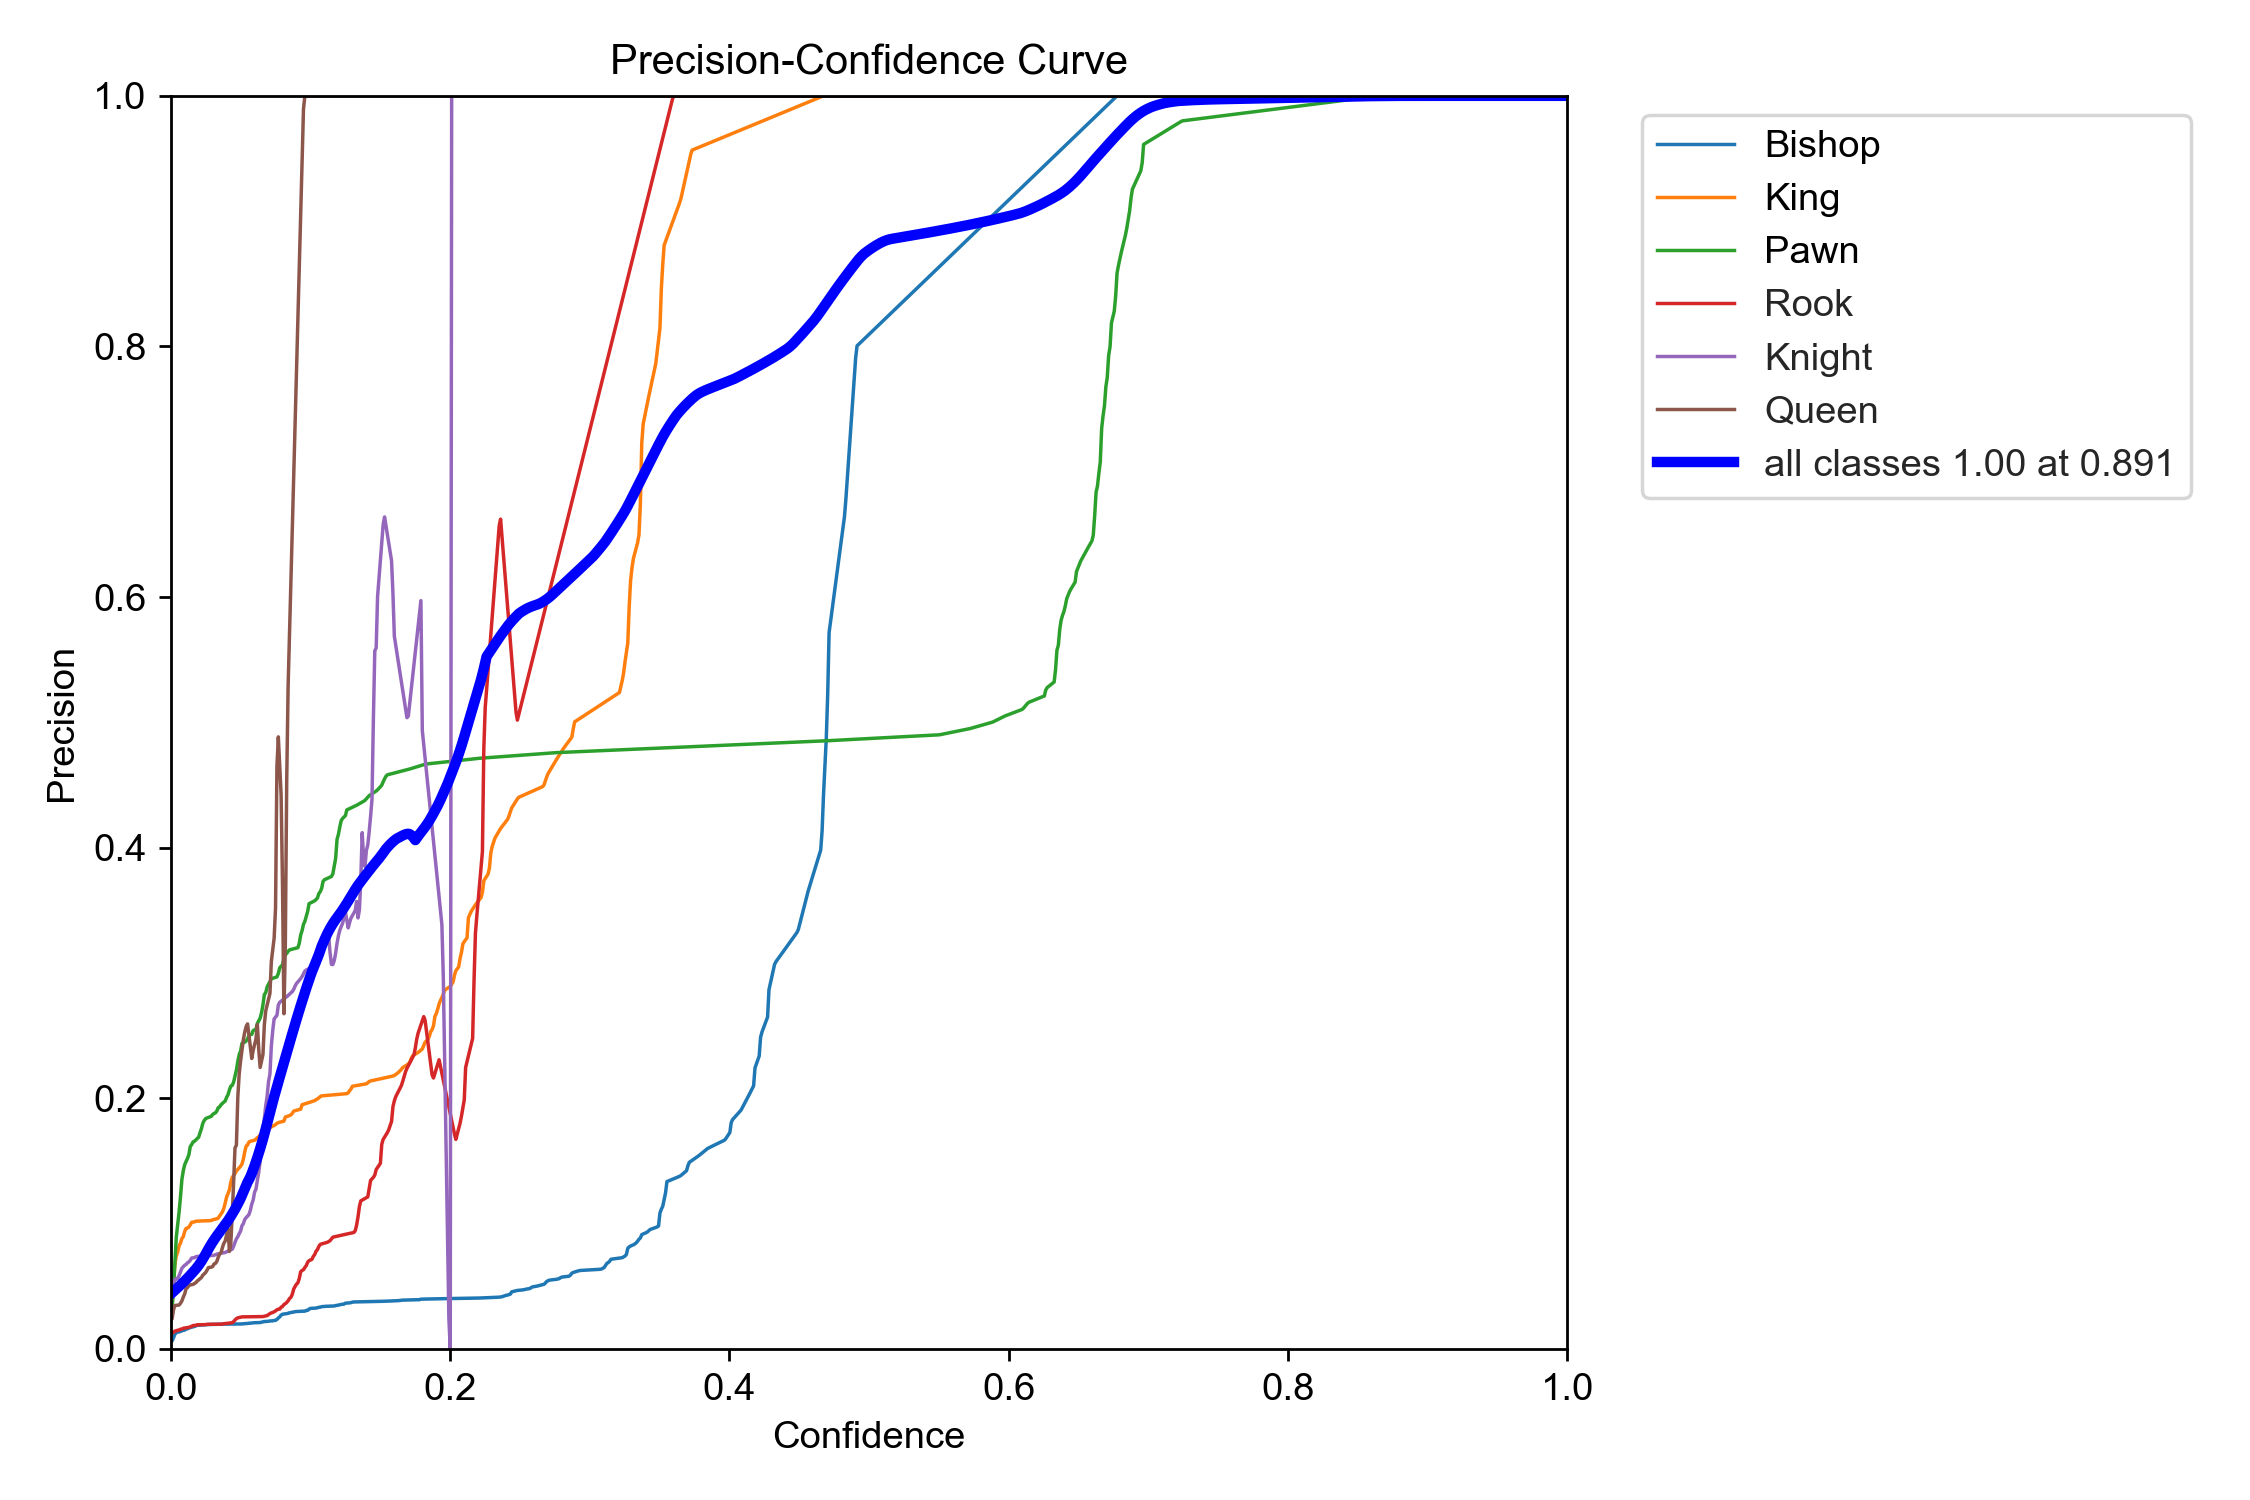 Precision-Confidence Curve
1.0
0.8
0.6
0.4
0.2
0.0
Precision
0.0 0.2 0.4 0.6 0.8 1.0
Confidence
Bishop
King
Pawn
Rook
Knight
Queen
all classes 1.00 at 0.891